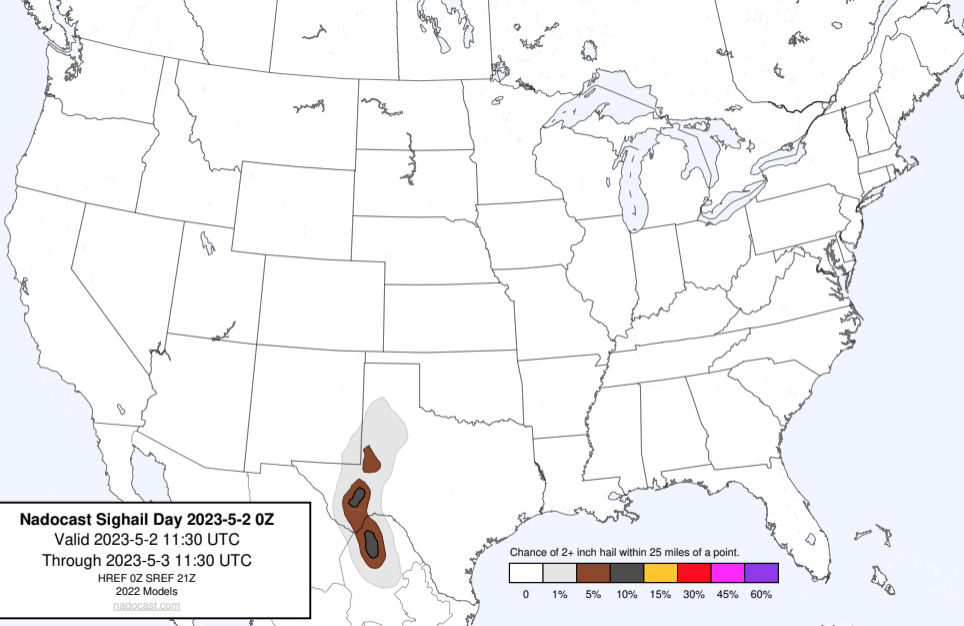 Nadocast Sighail Day 2023-5-2 0Z
Valid 2023-5-2 11:30 UTC
Through 2023-5-3 11:30 UTC
HREF 0Z SREF 21Z
2022 Models
nadocast.com
Chance of 2+ inch hail within 25 miles of a point.
0 1% 5% 10% 15% 30% 45% 60%